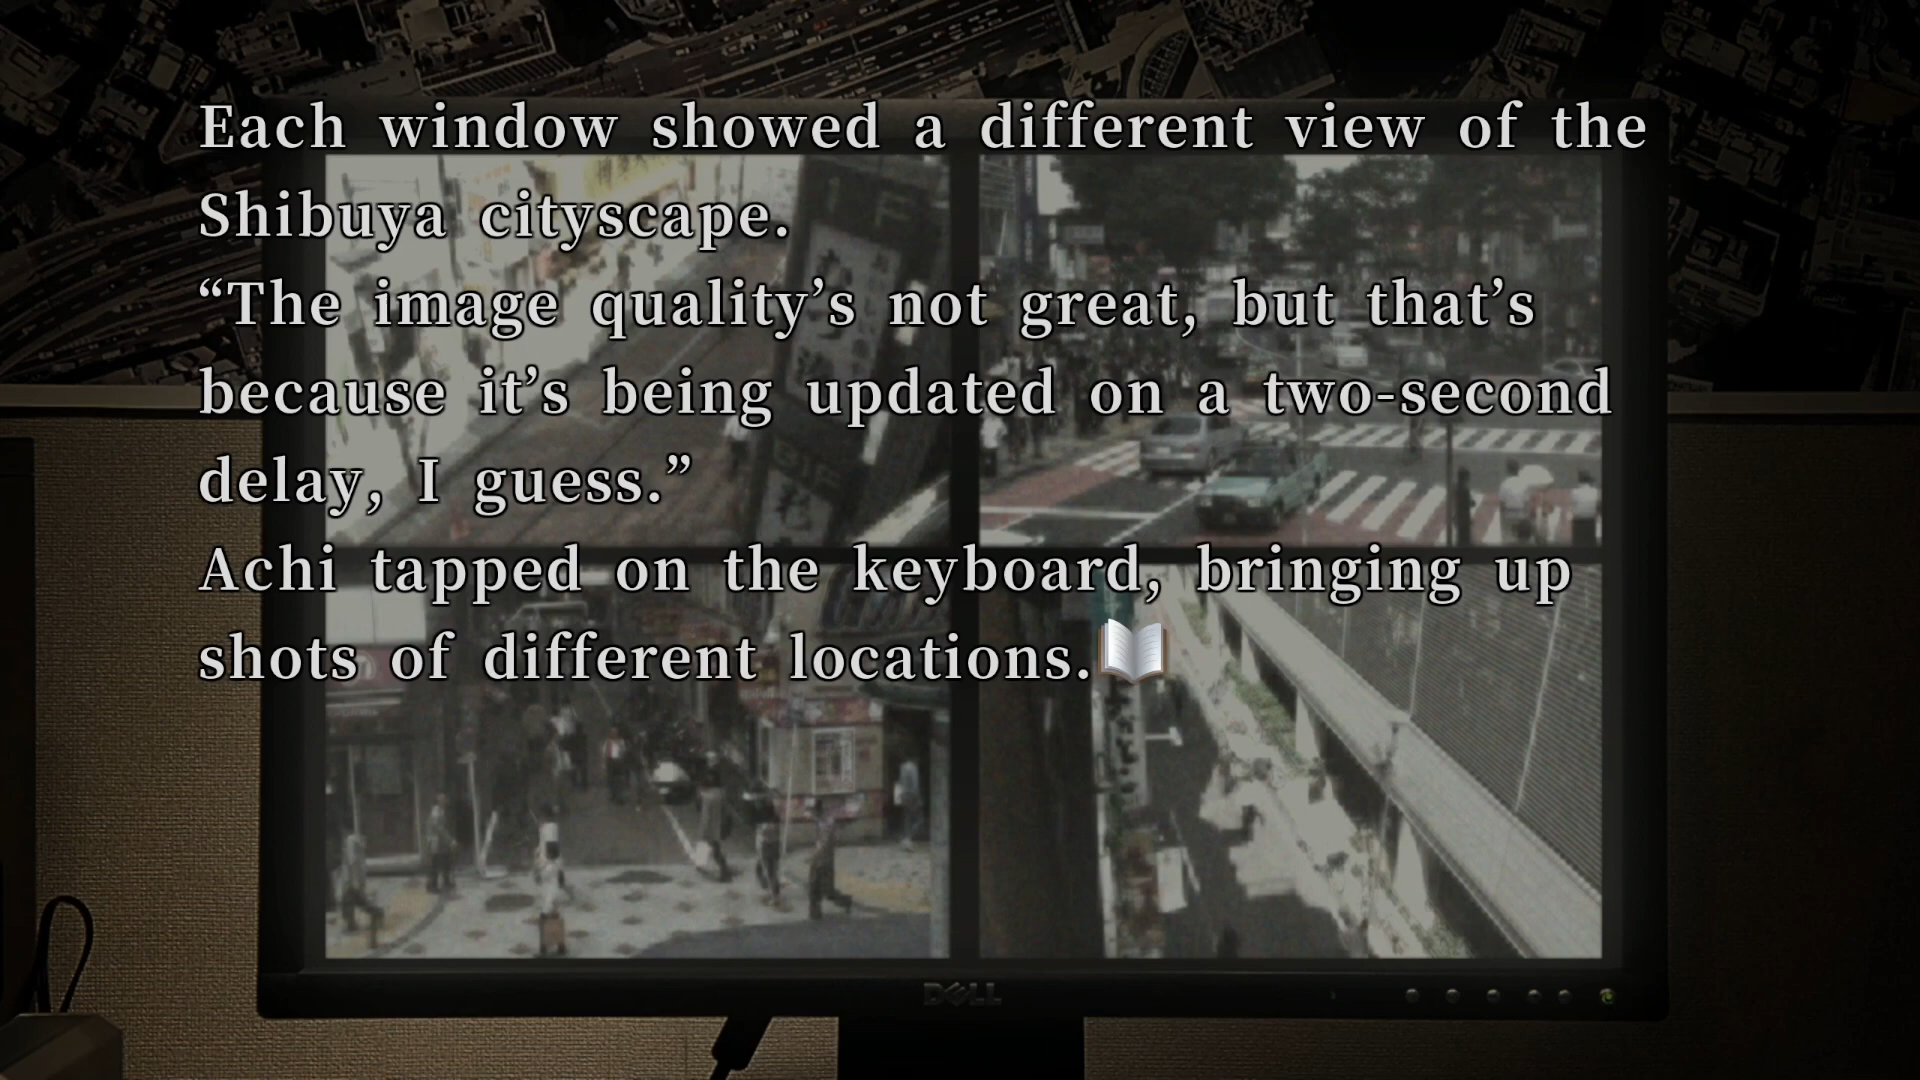 Each window showed a different view of the
Shibuya cityscape.
“The image quality’s not great, but that’s
because it’s being updated on a two-second
delay, I guess.”
Achi tapped on the keyboard, bringing up
shots of different locations.
DELL